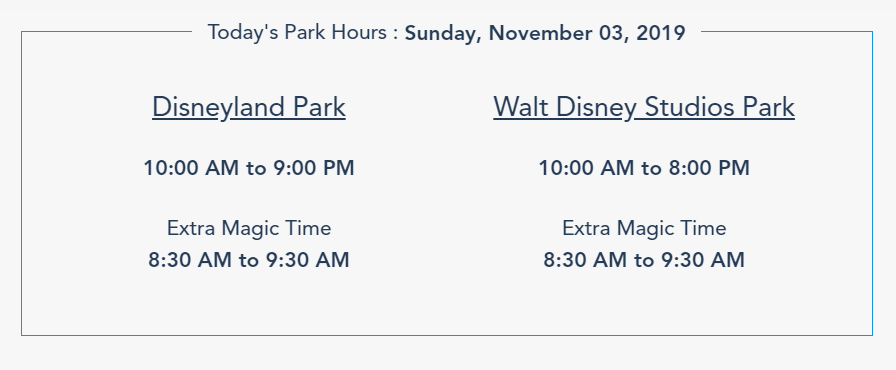 Today's Park Hours : Sunday, November 03, 2019
Disneyland Park
10:00 AM to 9:00 PM
Extra Magic Time
8:30 AM to 9:30 AM
Walt Disney Studios Park
10:00 AM to 8:00 PM
Extra Magic Time
8:30 AM to 9:30 AM